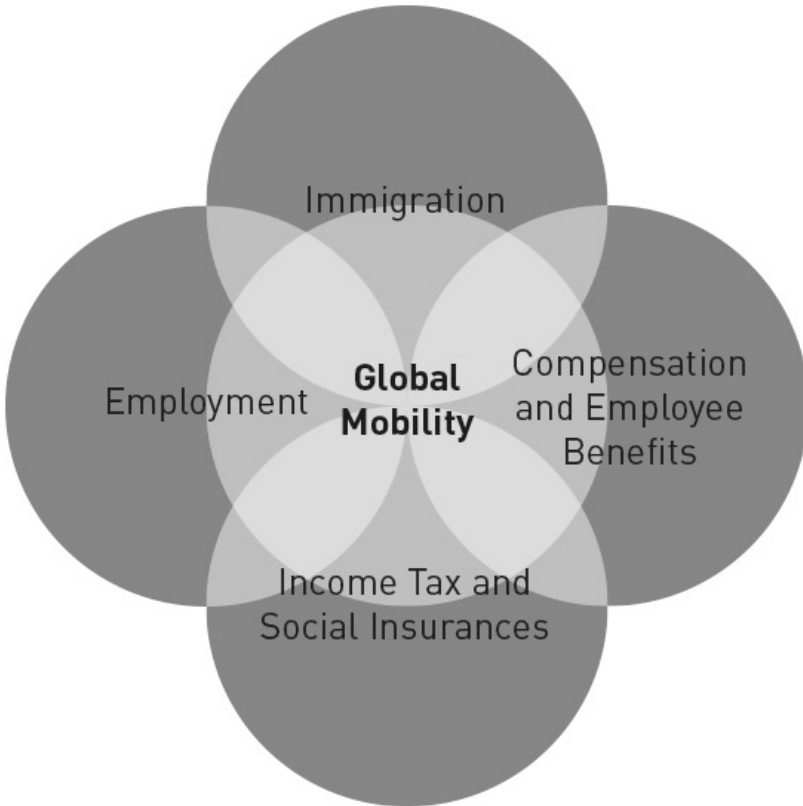 Immigration
Employment
Global
Mobility
Compensation
and Employee
Benefits
Income Tax and
Social Insurances